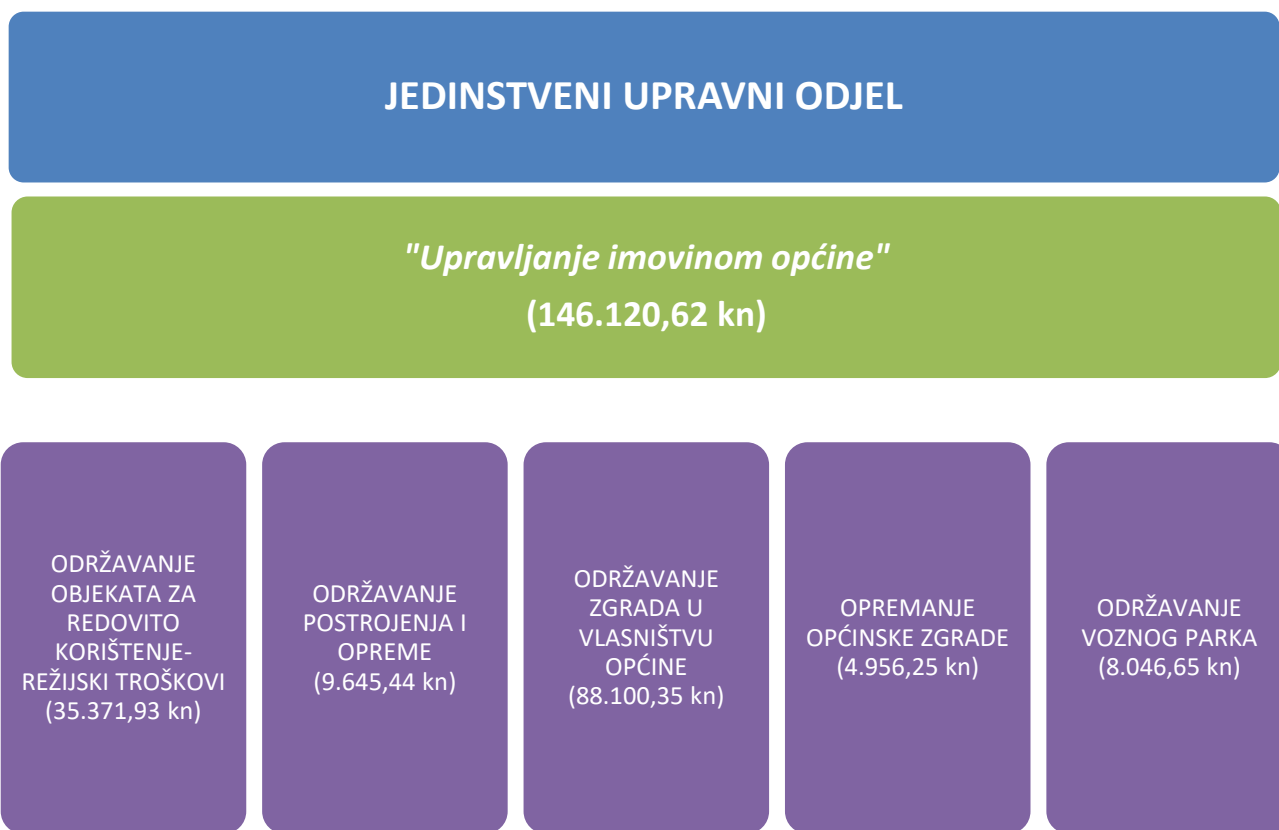 JEDINSTVENI UPRAVNI ODJEL
"Upravljanje imovinom općine"
(146.120,62 kn)
ODRŽAVANJE
OBJEKATA ZA
REDOVITO
KORIŠTENJE-
REŽIJSKI TROŠKOVI
(35.371,93 kn)
ODRŽAVANJE
POSTROJENJA I
OPREME
(9.645,44 kn)
ODRŽAVANJE
ZGRADA U
VLASNIŠTVU
OPĆINE
(88.100,35 kn)
OPREMANJE
OPĆINSKE ZGRADE
(4.956,25 kn)
ODRŽAVANJE
VOZNOG PARKA
(8.046,65 kn)